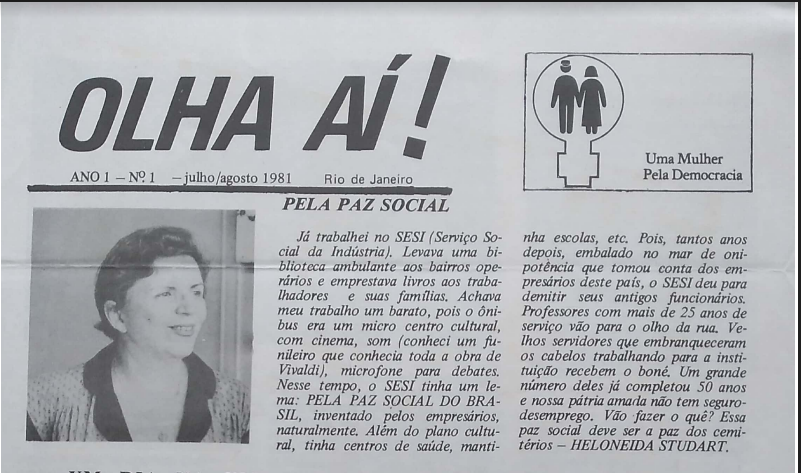 OLHA AÍ!
ANO I – Nº 1 – julho/agosto 1981 Rio de Janeiro
Uma Mulher
Pela Democracia
PELA PAZ SOCIAL
Já trabalhei no SESI (Serviço So-
cial da Indústria). Levava uma bi-
blioteca ambulante aos bairros ope-
rários e emprestava livros aos traba-
lhadores e suas famílias. Achava
meu trabalho um barato, pois o ôni-
bus era um micro centro cultural,
com cinema, som (conheci um fu-
nileiro que conhecia toda a obra de
Vivaldi), microfone para debates.
Nesse tempo, o SESI tinha um le-
ma: PELA PAZ SOCIAL DO BRA-
SIL, inventado pelos empresários,
naturalmente. Além do plano cultu-
ral, tinha centros de saúde, manti-
nha escolas, etc. Pois, tantos anos
depois, embalado no mar de oni-
potência que tomou conta dos em-
presários deste país, o SESI deu para
demitir seus antigos funcionários.
Professores com mais de 25 anos de
serviço vão para o olho da rua. Ve-
lhos servidores que embranqueceram
os cabelos trabalhando para a insti-
tuição recebem o boné. Um grande
número deles já completou 50 anos
e nossa pátria amada não tem seguro-
desemprego. Vão fazer o quê? Essa
paz social deve ser a paz dos cemi-
térios – HELONEIDA STUDART.